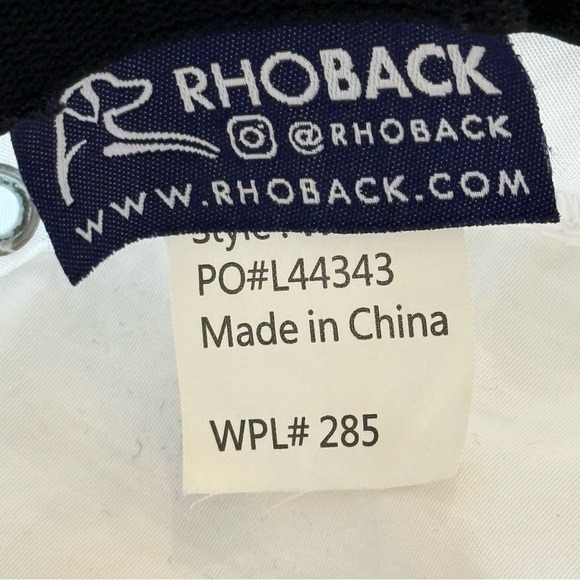 RHOBACK
@RHOBACK
WWW.RHOBACK.COM
PO#L44343
Made in China
WPL# 285